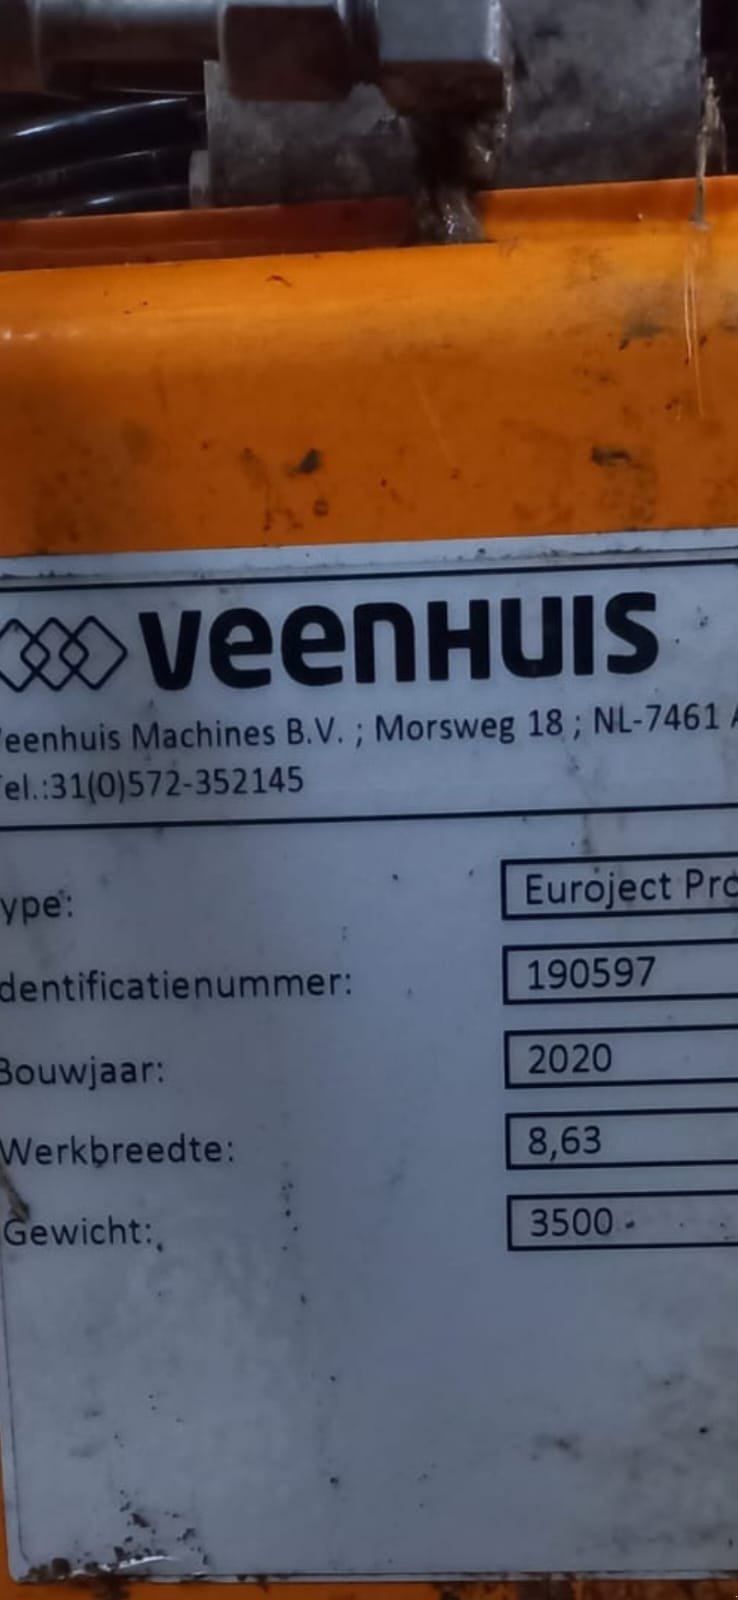 veenHUIS
eenhuis Machines B.V. ; Morsweg 18 ; NL-7461
el.:31(0)572-352145
ype: Euroject Pro
dentificatienummer: 190597
Bouwjaar: 2020
Werkbreedte: 8,63
Gewicht: 3500